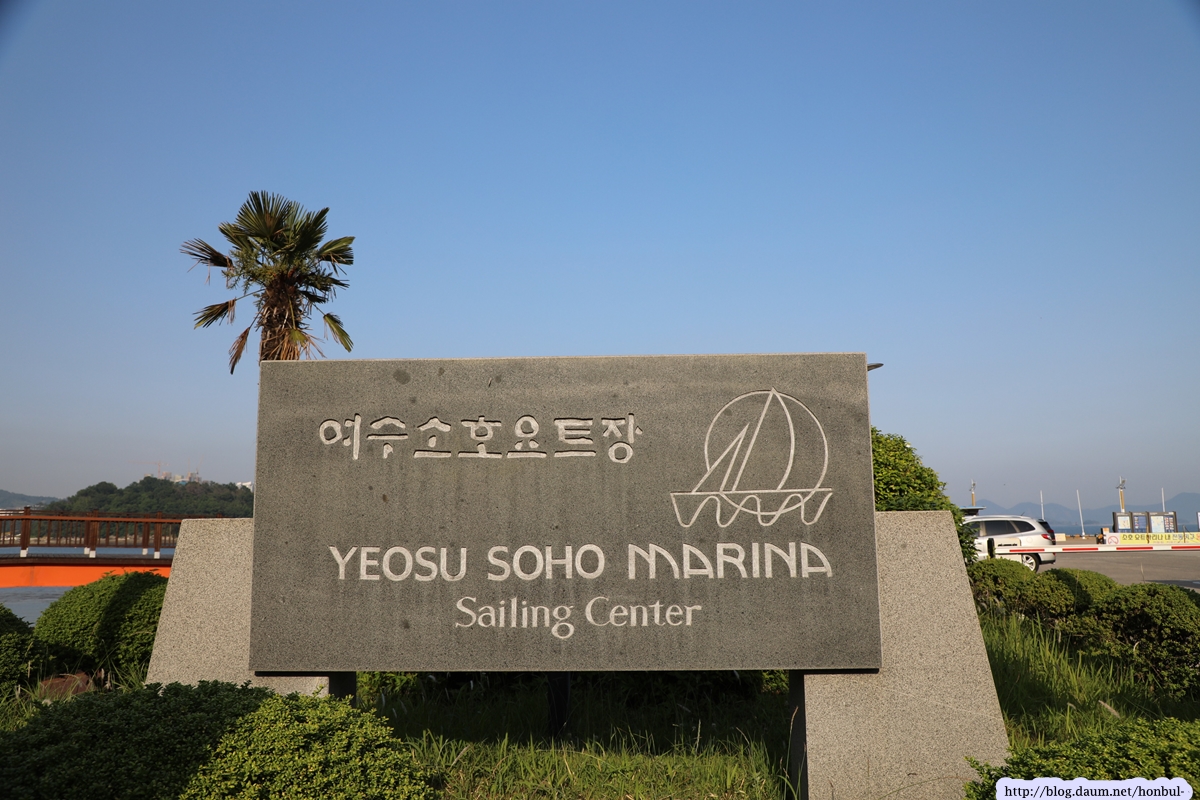 여수소호요트장
YEOSU SOHO MARINA
Sailing Center
http://blog.daum.net/honbul-